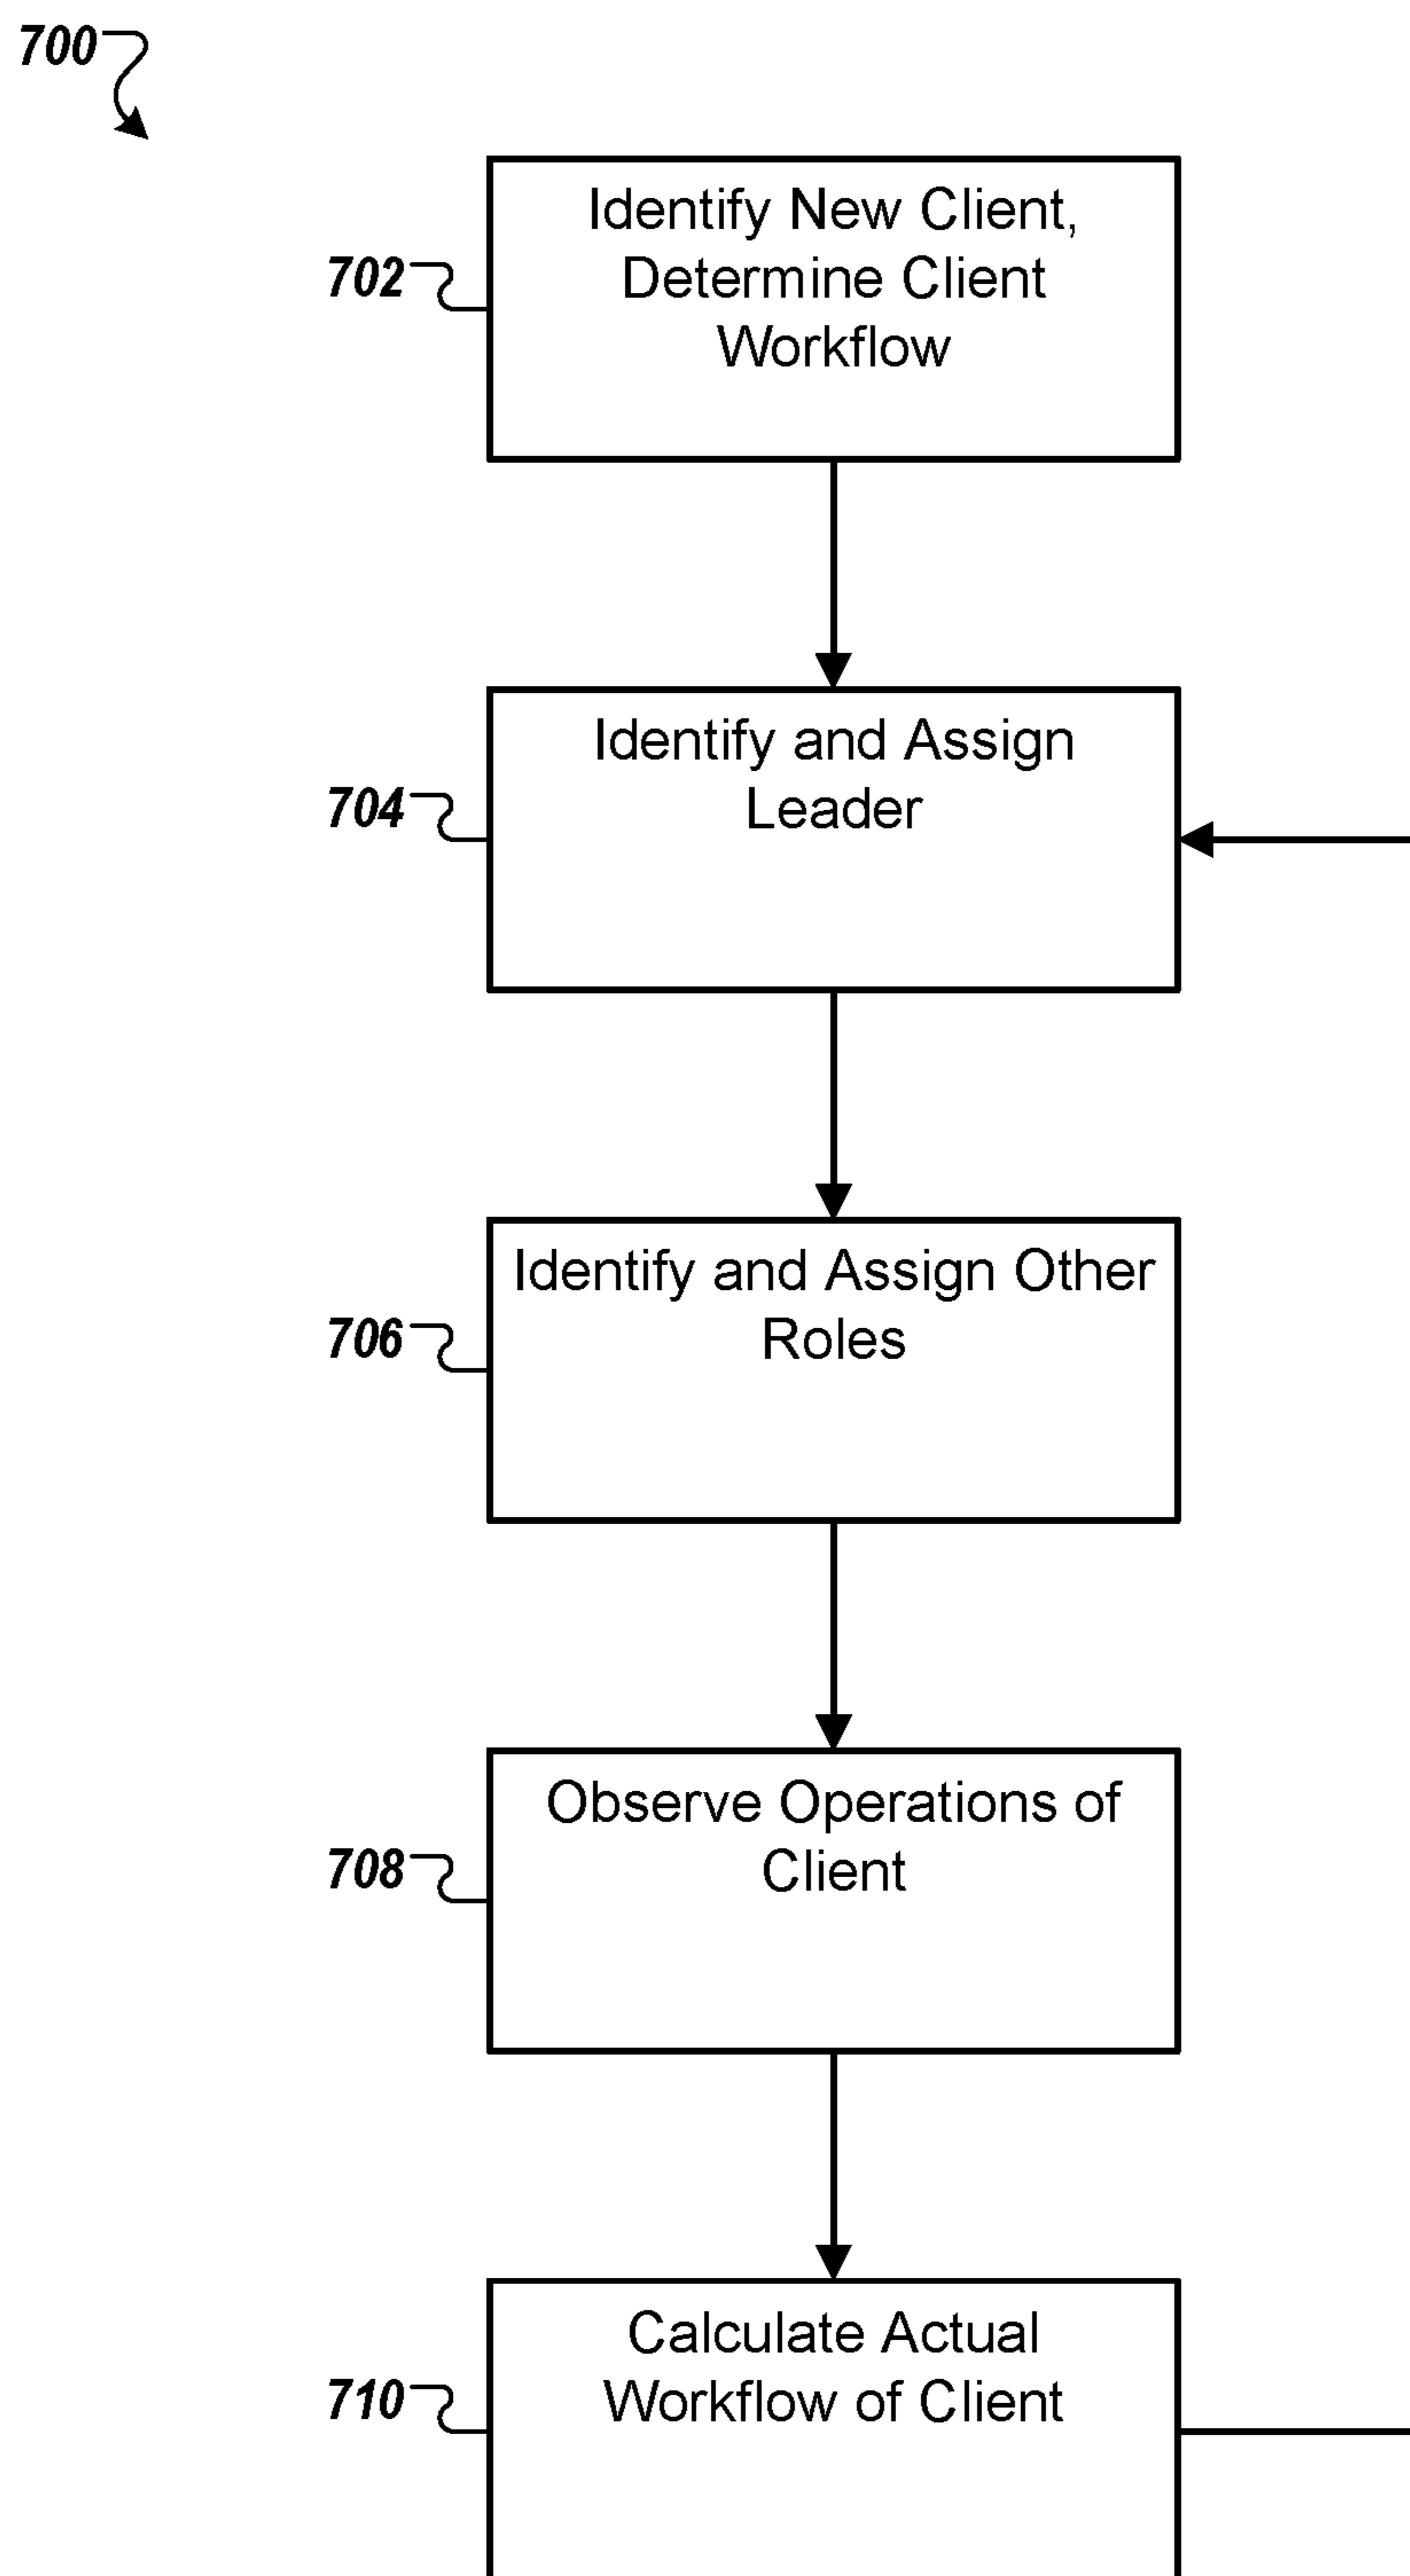 700
702
Identify New Client,
Determine Client
Workflow
704
Identify and Assign
Leader
706
Identify and Assign Other
Roles
708
Observe Operations of
Client
710
Calculate Actual
Workflow of Client